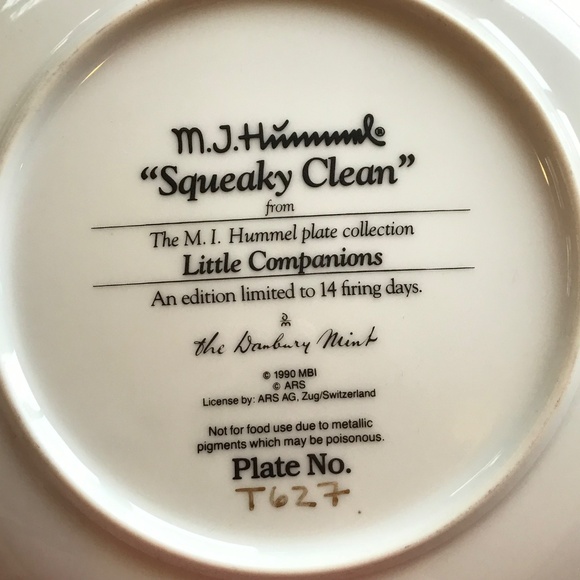 M.J.Hümmel®
“Squeaky Clean”
from
The M. I. Hummel plate collection
Little Companions
An edition limited to 14 firing days.
DM
the Danbury Mint
© 1990 MBI
© ARS
License by: ARS AG, Zug/Switzerland
Not for food use due to metallic
pigments which may be poisonous.
Plate No.
T627.